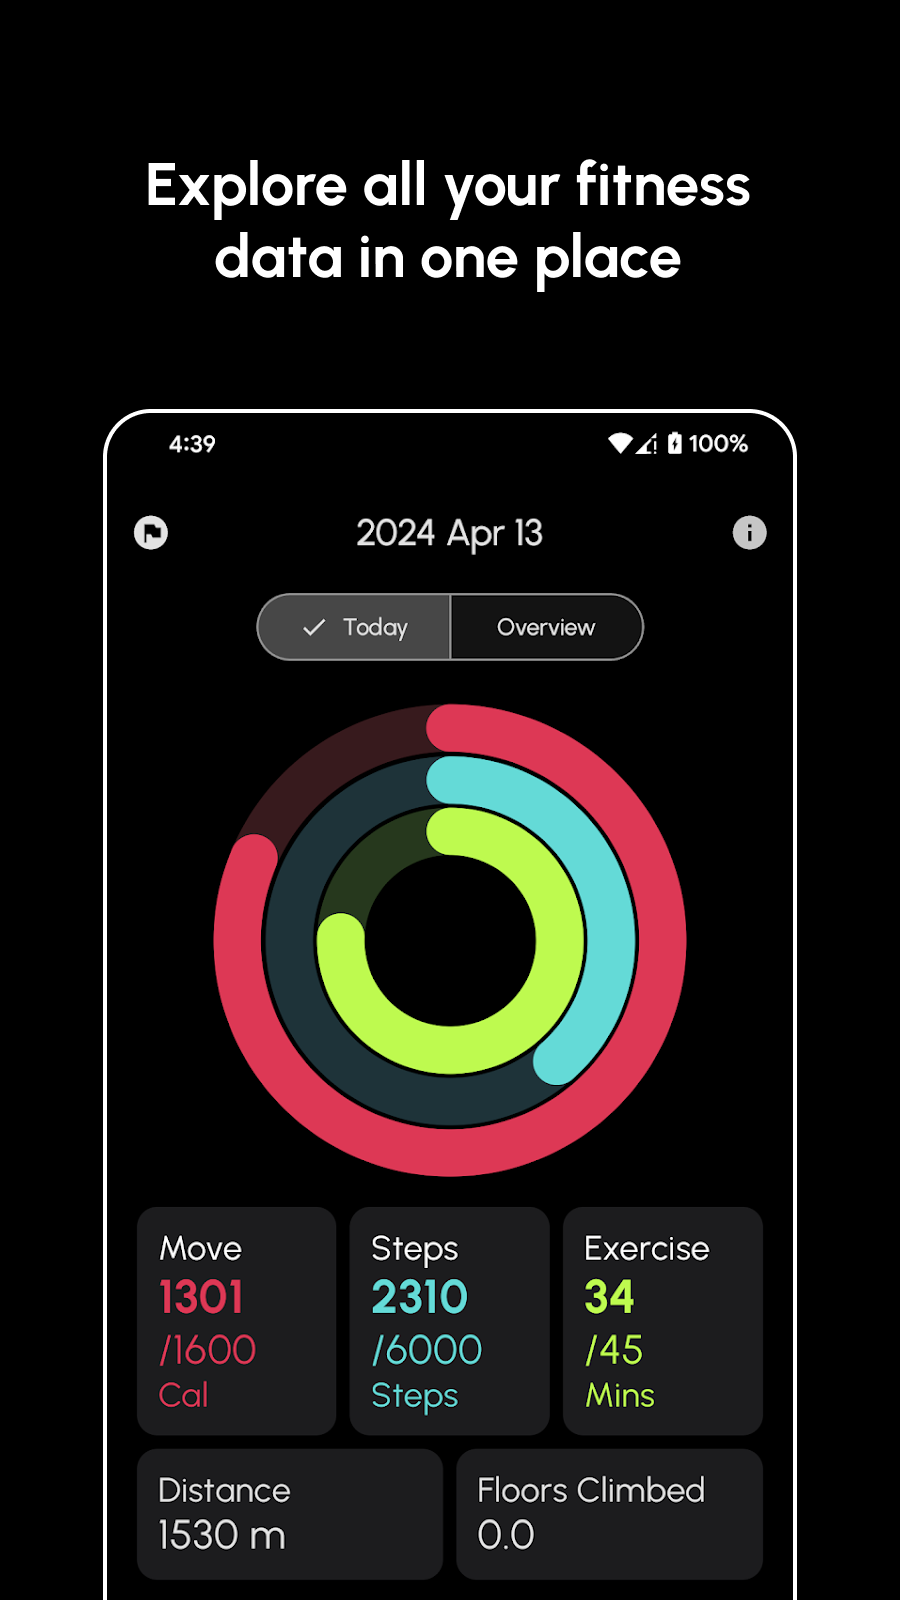 Explore all your fitness
data in one place
4:39
100%
2024 Apr 13
Today
Overview
Move
1301
/1600
Cal
Steps
2310
/6000
Steps
Exercise
34
/45
Mins
Distance
1530 m
Floors Climbed
0.0